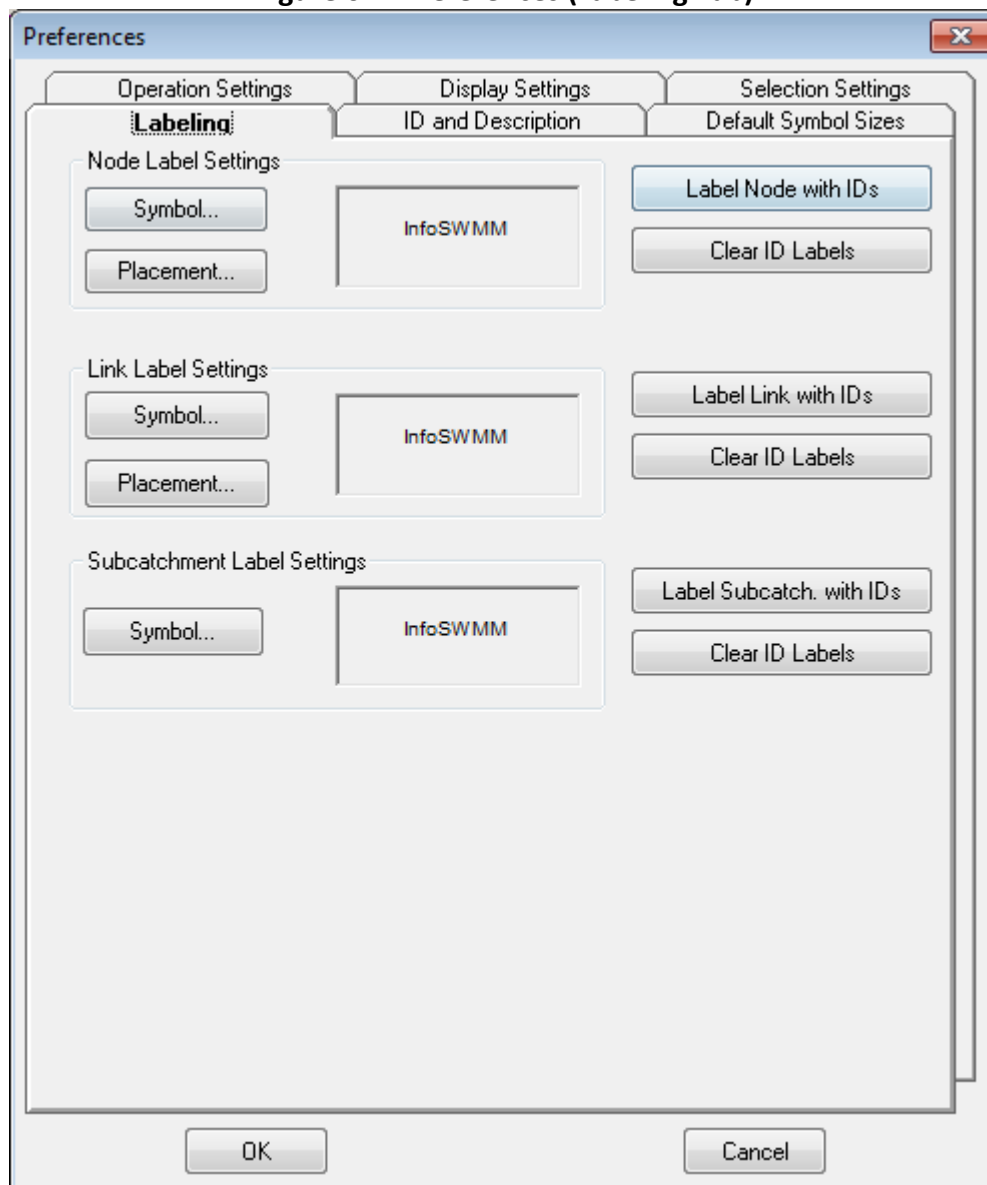 Preferences
Operation Settings
Display Settings
Selection Settings
Labeling
ID and Description
Default Symbol Sizes
Node Label Settings
Symbol...
InfoSWMM
Label Node with IDs
Placement...
Clear ID Labels
Link Label Settings
Symbol...
InfoSWMM
Label Link with IDs
Placement...
Clear ID Labels
Subcatchment Label Settings
Symbol...
InfoSWMM
Label Subcatch. with IDs
Clear ID Labels
OK
Cancel